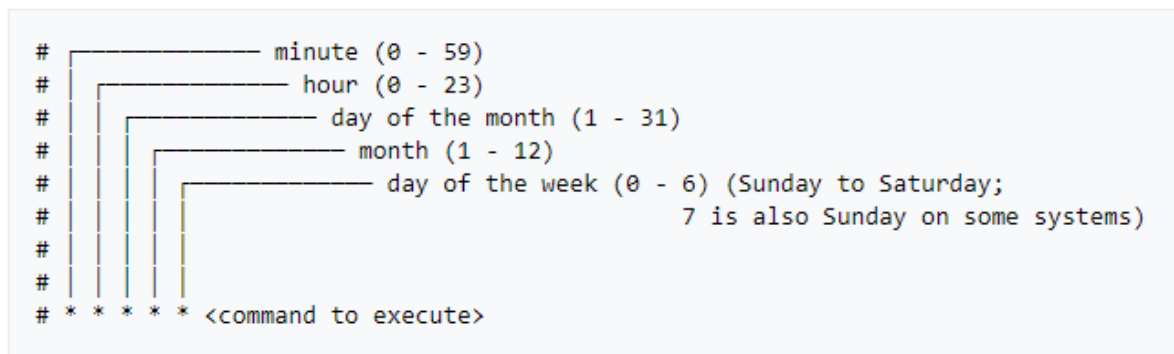 # ┌───────────── minute (0 - 59)
# │ ┌───────────── hour (0 - 23)
# │ │ ┌───────────── day of the month (1 - 31)
# │ │ │ ┌───────────── month (1 - 12)
# │ │ │ │ ┌───────────── day of the week (0 - 6) (Sunday to Saturday;
# │ │ │ │ │                                   7 is also Sunday on some systems)
# │ │ │ │ │
# │ │ │ │ │
# * * * * * <command to execute>